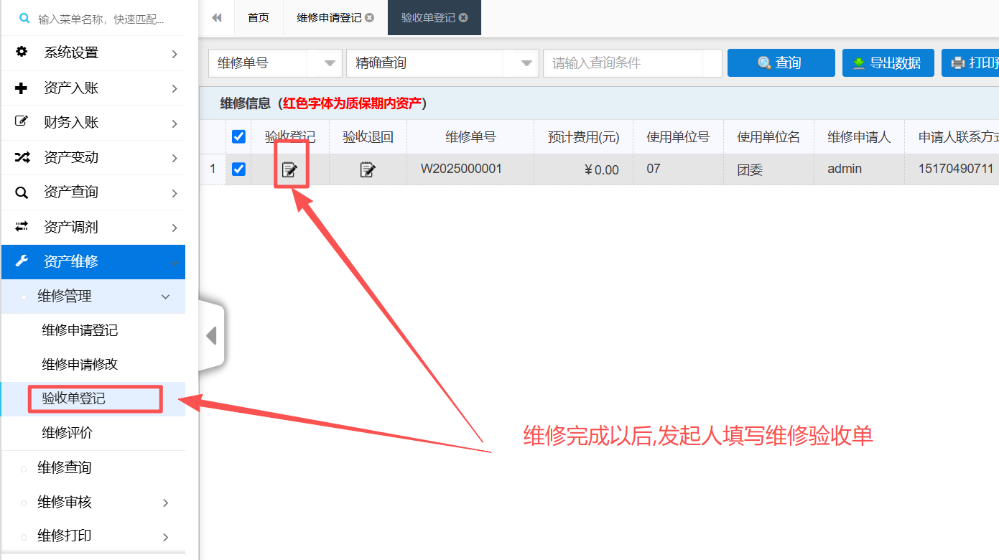 输入菜单名称，快速匹配...
系统设置
资产入账
财务入账
资产变动
资产查询
资产调剂
资产维修
维修管理
维修申请登记
维修申请修改
验收单登记
维修评价
维修查询
维修审核
维修打印
首页 维修申请登记 验收单登记
维修单号 精确查询 请输入查询条件 查询 导出数据 打印
维修信息（红色字体为质保期内资产）
验收登记 验收退回 维修单号 预计费用(元) 使用单位号 使用单位名 维修申请人 申请人联系方式
1 W2025000001 ¥0.00 07 团委 admin 15170490711
维修完成以后,发起人填写维修验收单